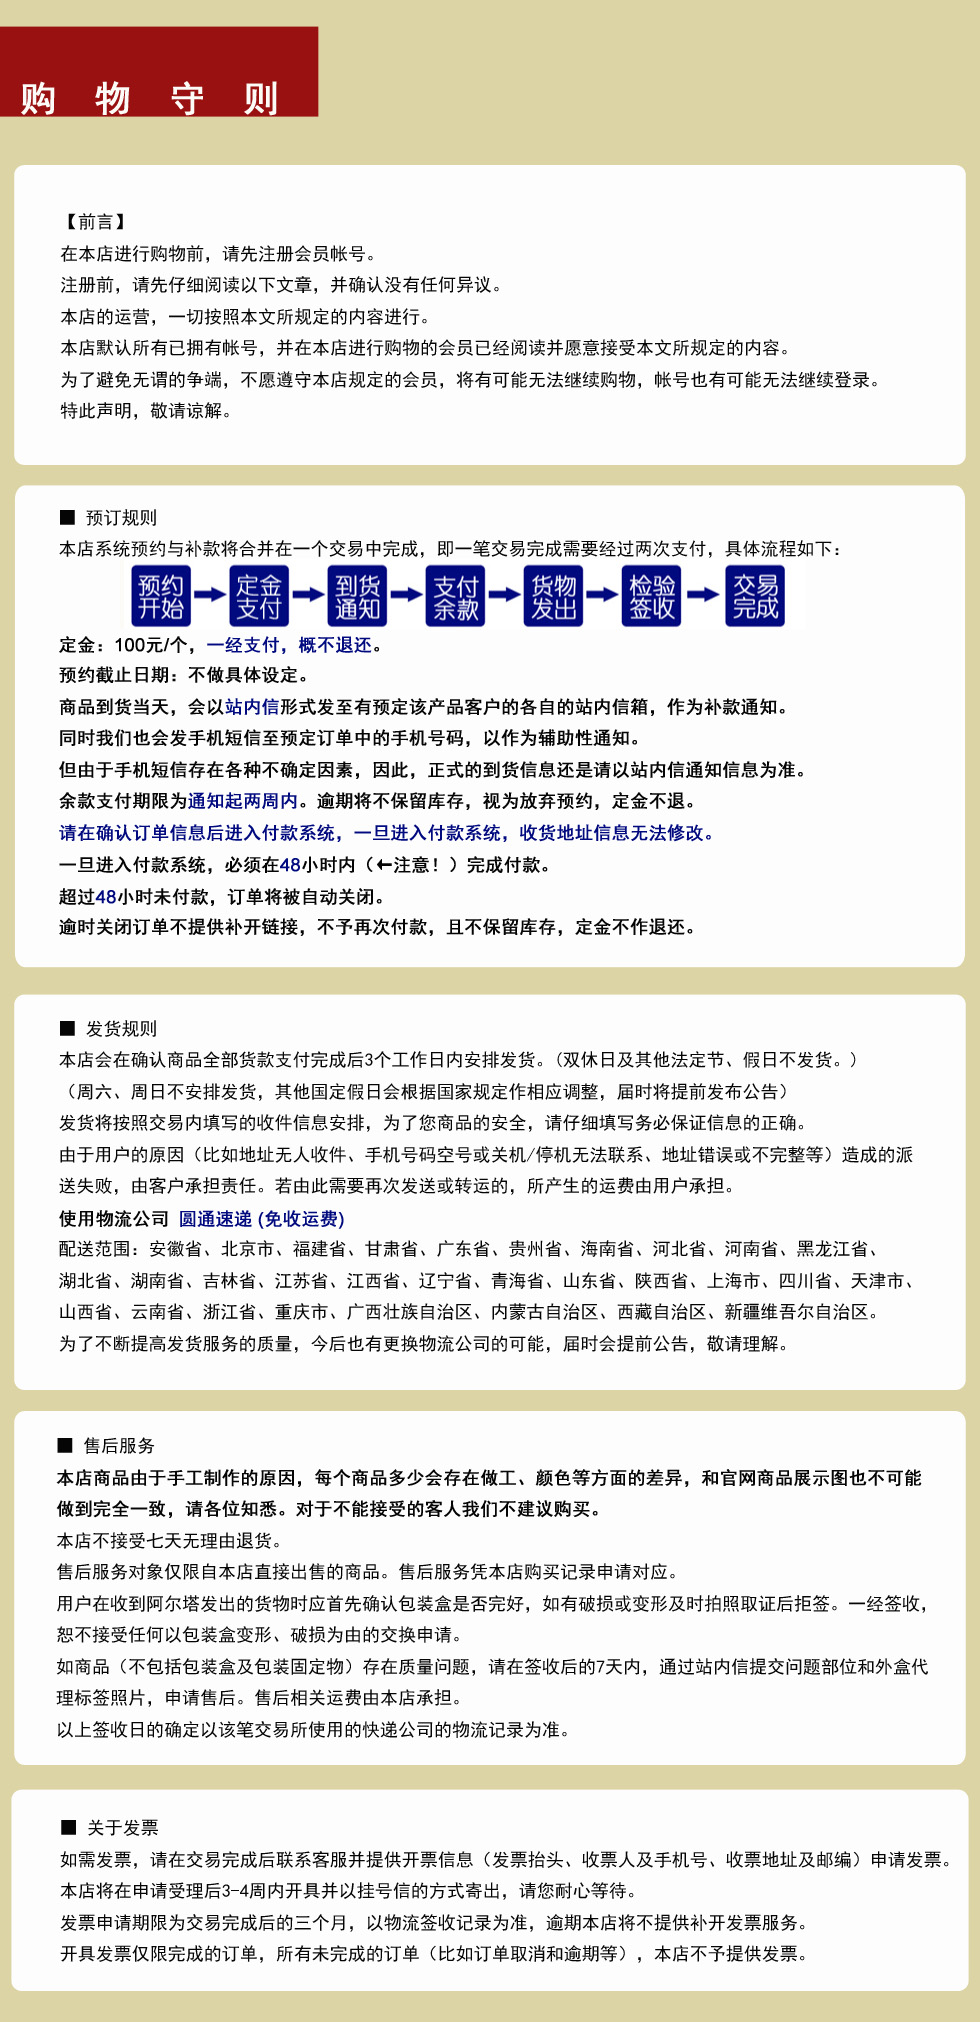 购 物 守 则
【前言】
在本店进行购物前，请先注册会员帐号。
注册前，请先仔细阅读以下文章，并确认没有任何异议。
本店的运营，一切按照本文所规定的内容进行。
本店默认所有已拥有帐号，并在本店进行购物的会员已经阅读并愿意接受本文所规定的内容。
为了避免无谓的争端，不愿遵守本店规定的会员，将有可能无法继续购物，帐号也有可能无法继续登录。
特此声明，敬请谅解。
■ 预订规则
本店系统预约与补款将合并在一个交易中完成，即一笔交易完成需要经过两次支付，具体流程如下：
预约开始→定金支付→到货通知→支付余款→货物发出→检验签收→交易完成
定金：100元/个，一经支付，概不退还。
预约截止日期：不做具体设定。
商品到货当天，会以站内信形式发至有预定该产品客户的各自的站内信箱，作为补款通知。
同时我们也会发手机短信至预定订单中的手机号码，以作为辅助性通知。
但由于手机短信存在各种不确定因素，因此，正式的到货信息还是请以站内信通知信息为准。
余款支付期限为通知起两周内。逾期将不保留库存，视为放弃预约，定金不退。
请在确认订单信息后进入付款系统，一旦进入付款系统，收货地址信息无法修改。
一旦进入付款系统，必须在48小时内（←注意！）完成付款。
超过48小时未付款，订单将被自动关闭。
逾时关闭订单不提供补开链接，不予再次付款，且不保留库存，定金不作退还。
■ 发货规则
本店会在确认商品全部货款支付完成后3个工作日内安排发货。(双休日及其他法定节、假日不发货。)
（周六、周日不安排发货，其他国定假日会根据国家规定作相应调整，届时将提前发布公告）
发货将按照交易内填写的收件信息安排，为了您商品的安全，请仔细填写务必保证信息的正确。
由于用户的原因（比如地址无人收件、手机号码空号或关机/停机无法联系、地址错误或不完整等）造成的派
送失败，由客户承担责任。若由此需要再次发送或转运的，所产生的运费由用户承担。
使用物流公司 圆通速递 (免收运费)
配送范围：安徽省、北京市、福建省、甘肃省、广东省、贵州省、海南省、河北省、河南省、黑龙江省、
湖北省、湖南省、吉林省、江苏省、江西省、辽宁省、青海省、山东省、陕西省、上海市、四川省、天津市、
山西省、云南省、浙江省、重庆市、广西壮族自治区、内蒙古自治区、西藏自治区、新疆维吾尔自治区。
为了不断提高发货服务的质量，今后也有更换物流公司的可能，届时会提前公告，敬请理解。
■ 售后服务
本店商品由于手工制作的原因，每个商品多少会存在做工、颜色等方面的差异，和官网商品展示图也不可能
做到完全一致，请各位知悉。对于不能接受的客人我们不建议购买。
本店不接受七天无理由退货。
售后服务对象仅限自本店直接出售的商品。售后服务凭本店购买记录申请对应。
用户在收到阿尔塔发出的货物时应首先确认包装盒是否完好，如有破损或变形及时拍照取证后拒签。一经签收，
恕不接受任何以包装盒变形、破损为由的交换申请。
如商品（不包括包装盒及包装固定物）存在质量问题，请在签收后的7天内，通过站内信提交问题部位和外盒代
理标签照片，申请售后。售后相关运费由本店承担。
以上签收日的确定以该笔交易所使用的快递公司的物流记录为准。
■ 关于发票
如需发票，请在交易完成后联系客服并提供开票信息（发票抬头、收票人及手机号、收票地址及邮编）申请发票。
本店将在申请受理后3-4周内开具并以挂号信的方式寄出，请您耐心等待。
发票申请期限为交易完成后的三个月，以物流签收记录为准，逾期本店将不提供补开发票服务。
开具发票仅限完成的订单，所有未完成的订单（比如订单取消和逾期等），本店不予提供发票。